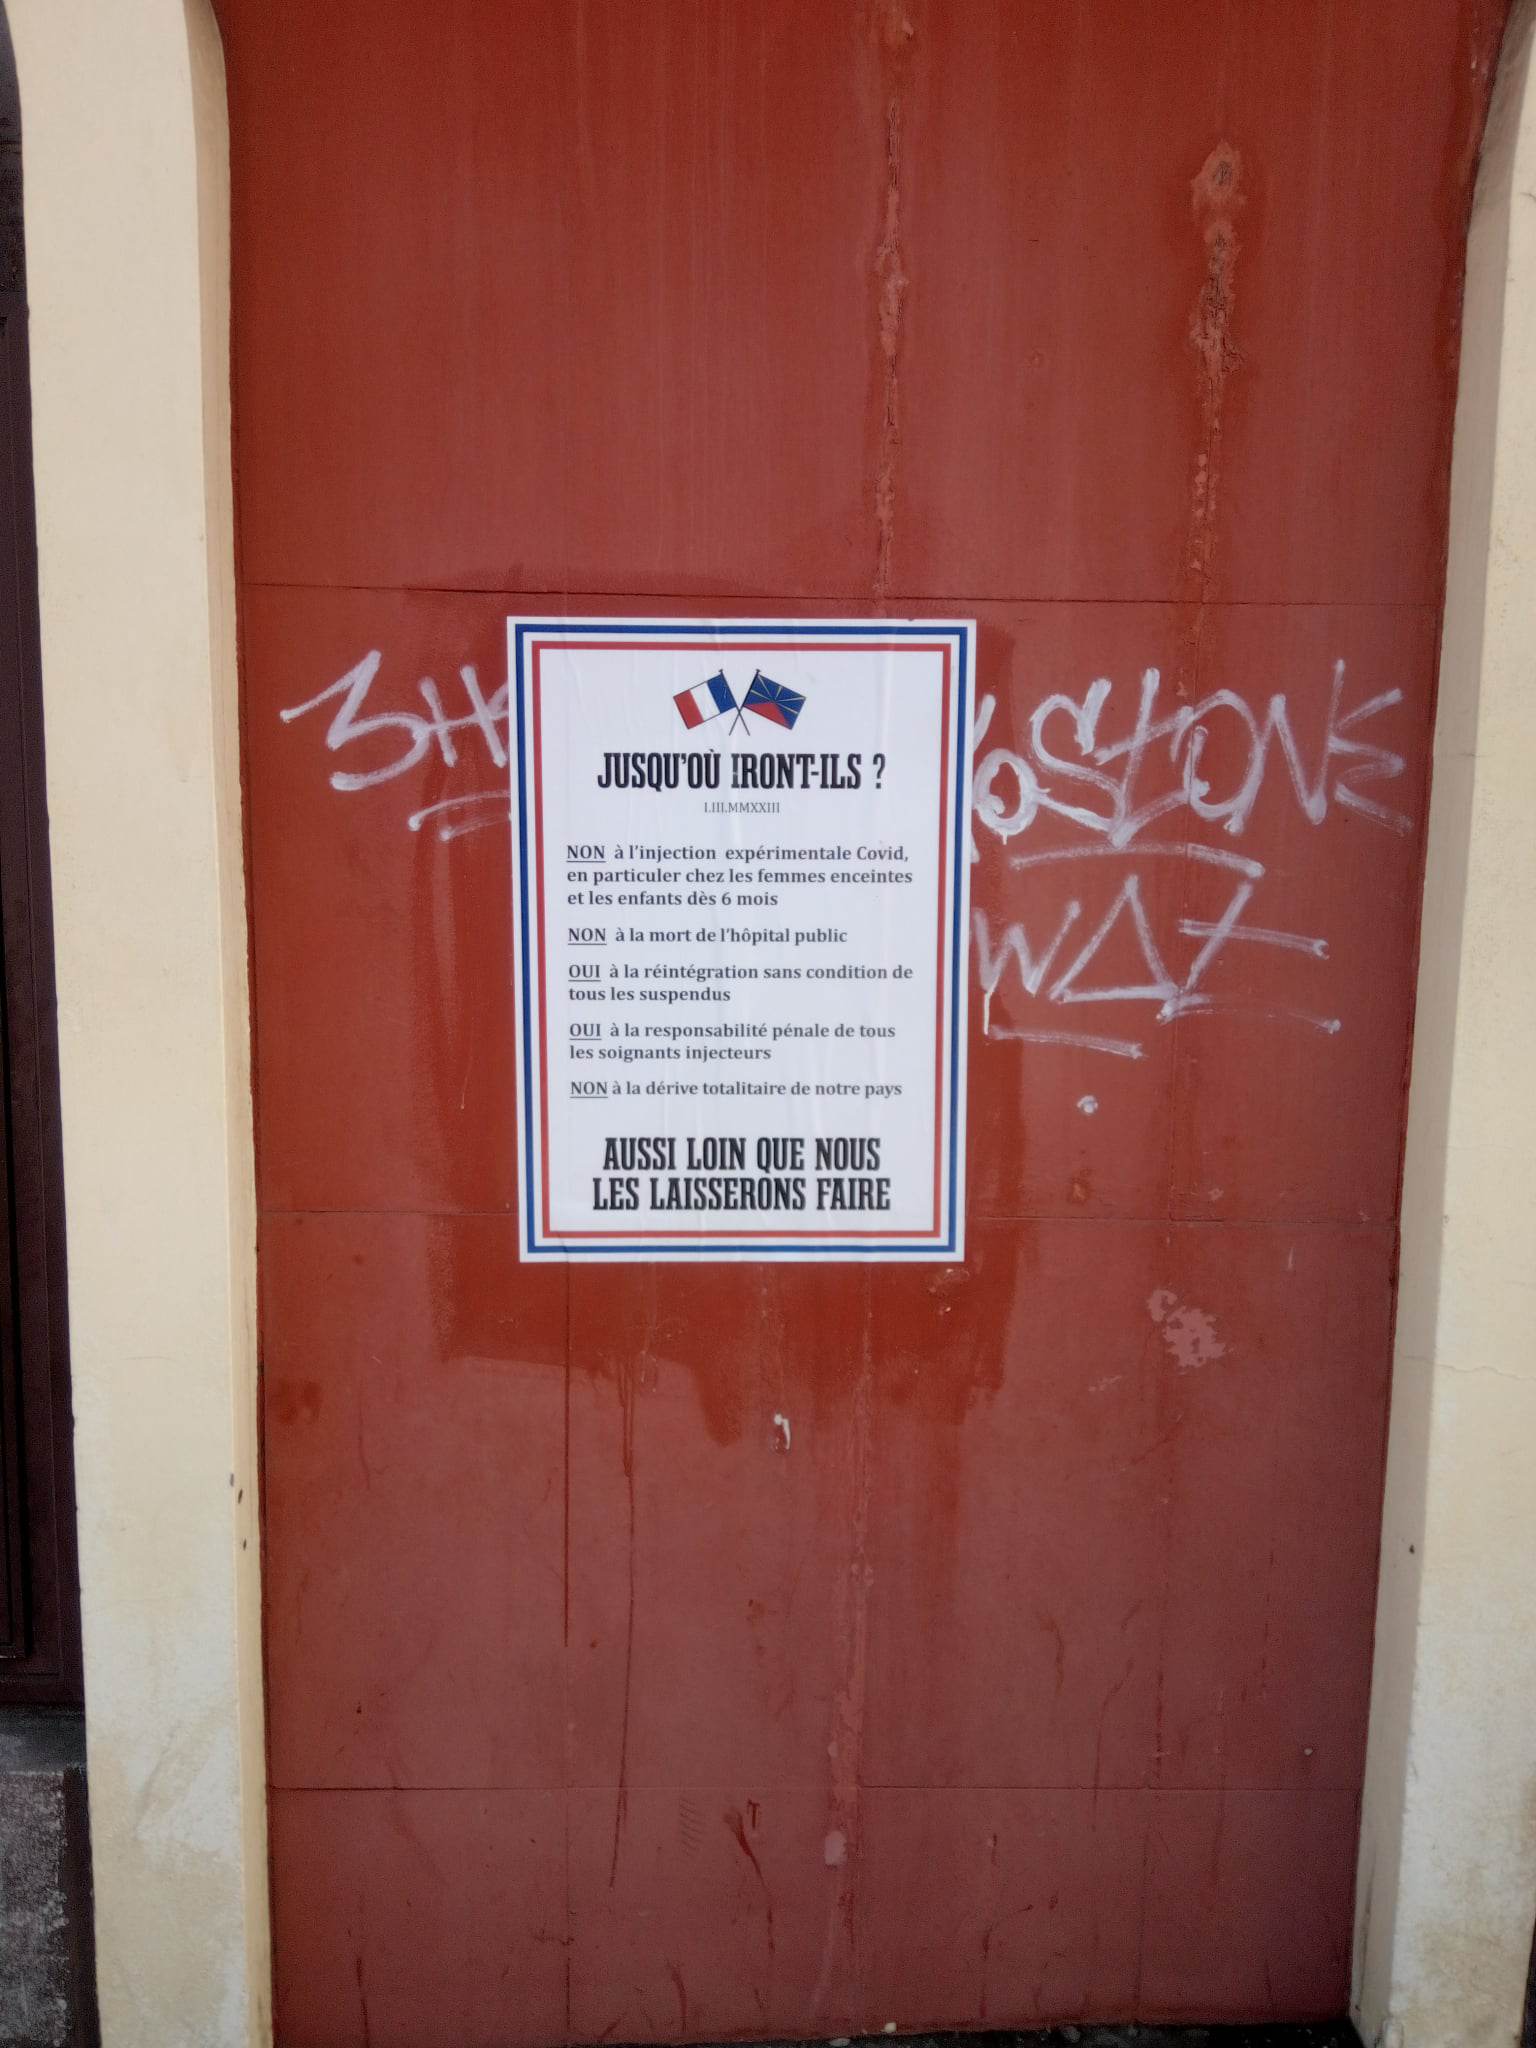 JUSQU'OÙ IRONT-ILS ?
I.III.MMXXIII
NON à l'injection expérimentale Covid,
en particuler chez les femmes enceintes
et les enfants dès 6 mois
NON à la mort de l'hôpital public
OUI à la réintégration sans condition de
tous les suspendus
OUI à la responsabilité pénale de tous
les soignants injecteurs
NON à la dérive totalitaire de notre pays
AUSSI LOIN QUE NOUS
LES LAISSERONS FAIRE